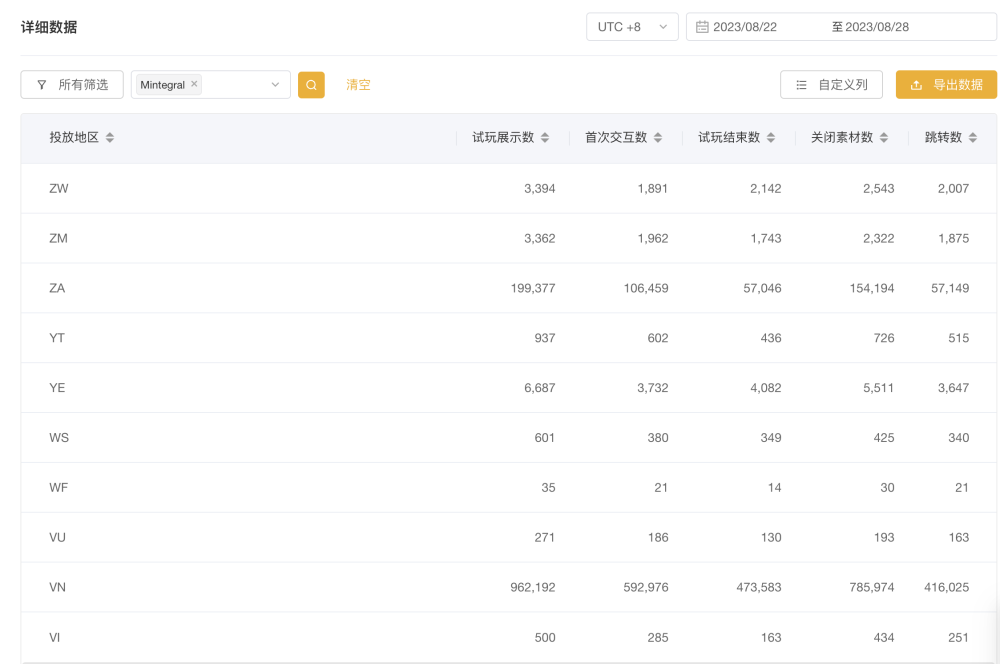 详细数据
UTC +8
2023/08/22 至 2023/08/28
所有筛选
Mintegral ×
清空
自定义列
导出数据
投放地区 试玩展示数 首次交互数 试玩结束数 关闭素材数 跳转数
ZW 3,394 1,891 2,142 2,543 2,007
ZM 3,362 1,962 1,743 2,322 1,875
ZA 199,377 106,459 57,046 154,194 57,149
YT 937 602 436 726 515
YE 6,687 3,732 4,082 5,511 3,647
WS 601 380 349 425 340
WF 35 21 14 30 21
VU 271 186 130 193 163
VN 962,192 592,976 473,583 785,974 416,025
VI 500 285 163 434 251